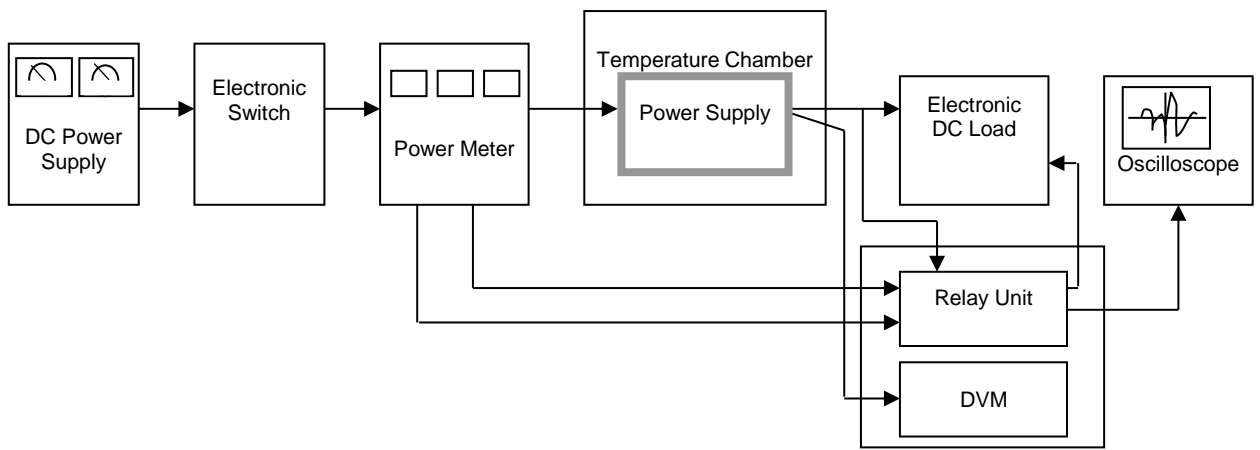 DC Power
Supply
Electronic
Switch
Power Meter
Temperature Chamber
Power Supply
Electronic
DC Load
Oscilloscope
Relay Unit
DVM